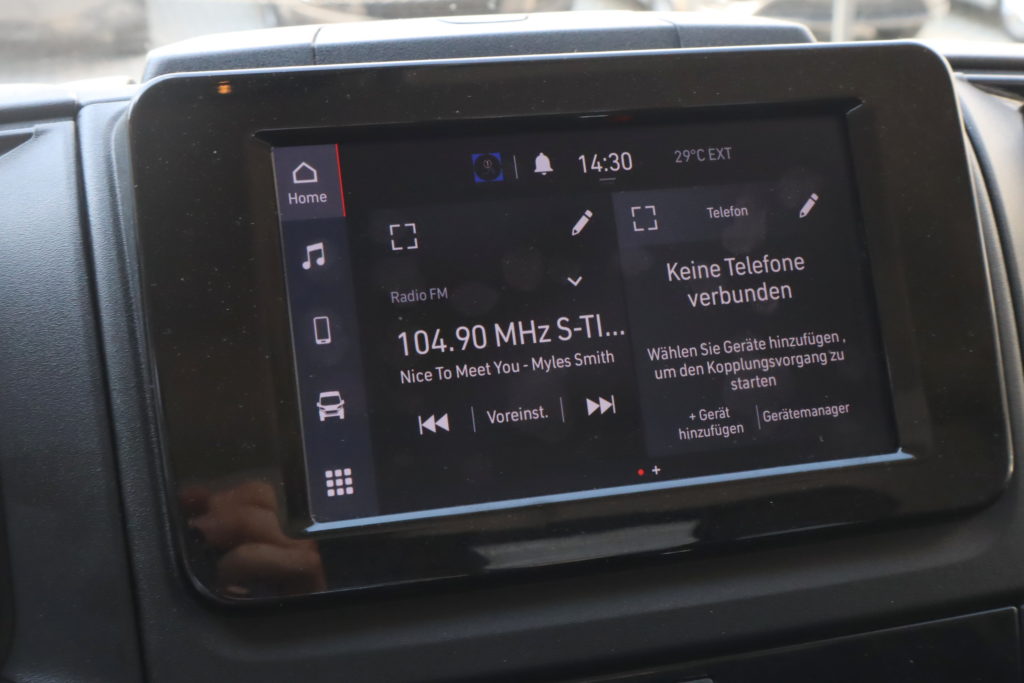 14:30
29°C EXT
Home
Radio FM
104.90 MHz S-TI...
Nice To Meet You - Myles Smith
Voreinst.
Telefon
Keine Telefone
verbunden
Wählen Sie Geräte hinzufügen ,
um den Kopplungsvorgang zu
starten
+ Gerät
hinzufügen
Gerätemanager
+